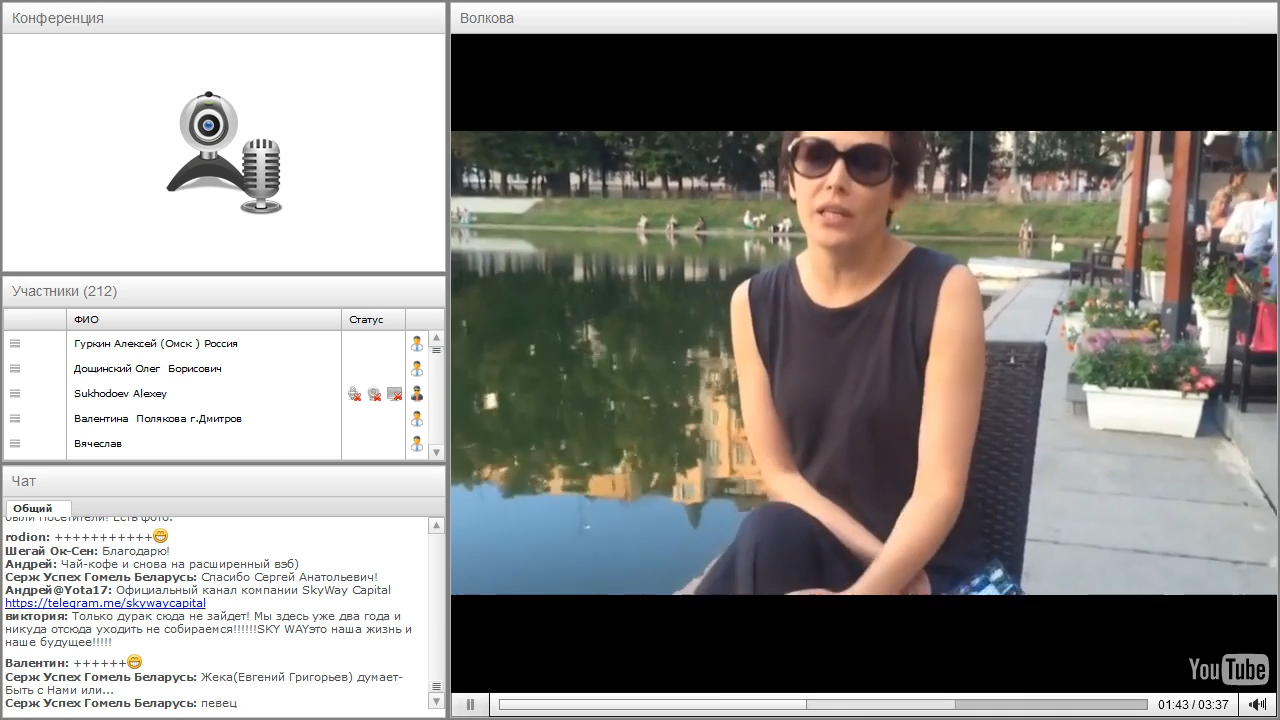 Конференция
Волкова
Участники (212)
ФИО Статус
Гуркин Алексей (Омск ) Россия
Дощинский Олег Борисович
Sukhodoev Alexey
Валентина Полякова г.Дмитров
Вячеслав
Чат
Общий
были посетители! Есть фото.
rodion: +++++++++++
Шегай Ок-Сен: Благодарю!
Андрей: Чай-кофе и снова на расширенный вэб)
Серж Успех Гомель Беларусь: Спасибо Сергей Анатольевич!
Андрей@Yota17: Официальный канал компании SkyWay Capital
https://telegram.me/skywaycapital
виктория: Только дурак сюда не зайдет! Мы здесь уже два года и
никуда отсюда уходить не собираемся!!!!!!SKY WAYэто наша жизнь и
наше будущее!!!!!
Валентин: ++++++
Серж Успех Гомель Беларусь: Жека(Евгений Григорьев) думает-
Быть с Нами или...
Серж Успех Гомель Беларусь: певец
YouTube
01:43 / 03:37